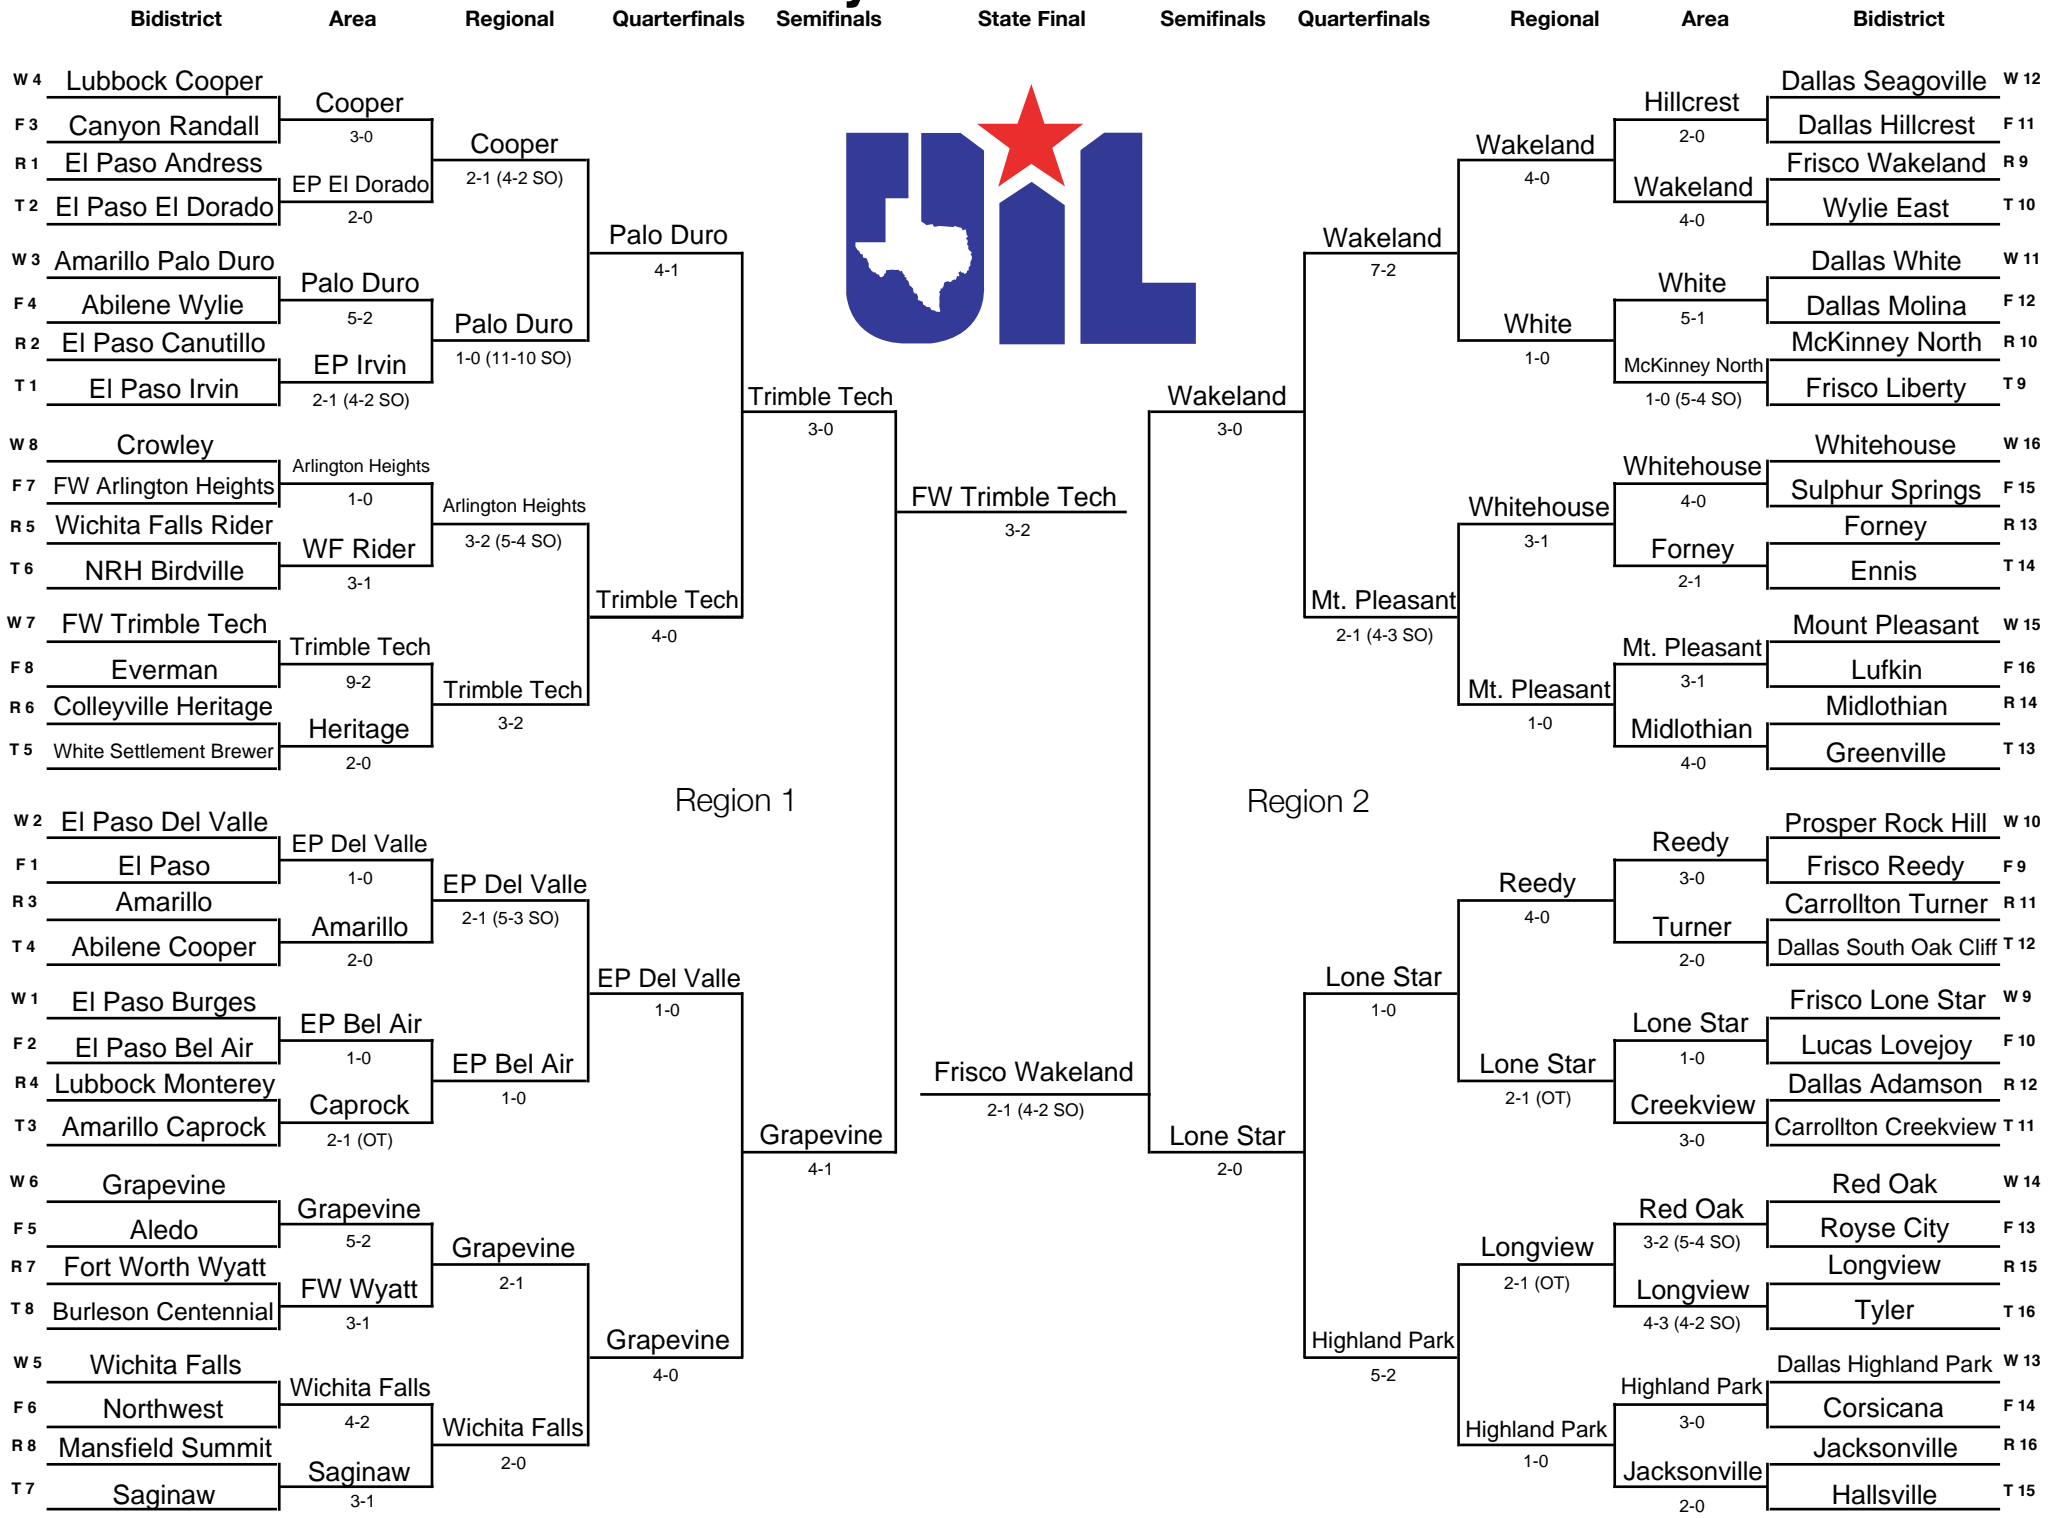 Bidistrict Area Regional Quarterfinals Semifinals State Final Semifinals Quarterfinals Regional Area Bidistrict
W 4 Lubbock Cooper
Cooper
F 3 Canyon Randall
3-0
Cooper
R 1 El Paso Andress
2-1 (4-2 SO)
EP El Dorado
T 2 El Paso El Dorado
2-0
Palo Duro
4-1
W 3 Amarillo Palo Duro
Palo Duro
F 4 Abilene Wylie
5-2
Palo Duro
R 2 El Paso Canutillo
1-0 (11-10 SO)
EP Irvin
T 1 El Paso Irvin
2-1 (4-2 SO)
Trimble Tech
3-0
W 8 Crowley
Arlington Heights
F 7 FW Arlington Heights
1-0
Arlington Heights
R 5 Wichita Falls Rider
3-2 (5-4 SO)
WF Rider
T 6 NRH Birdville
3-1
Trimble Tech
4-0
W 7 FW Trimble Tech
Trimble Tech
F 8 Everman
9-2
Trimble Tech
R 6 Colleyville Heritage
3-2
Heritage
T 5 White Settlement Brewer
2-0
Region 1
W 2 El Paso Del Valle
EP Del Valle
F 1 El Paso
1-0
EP Del Valle
R 3 Amarillo
2-1 (5-3 SO)
Amarillo
T 4 Abilene Cooper
2-0
EP Del Valle
1-0
W 1 El Paso Burges
EP Bel Air
F 2 El Paso Bel Air
1-0
EP Bel Air
R 4 Lubbock Monterey
1-0
Caprock
T 3 Amarillo Caprock
2-1 (OT)
Grapevine
4-1
W 6 Grapevine
Grapevine
F 5 Aledo
5-2
Grapevine
R 7 Fort Worth Wyatt
2-1
FW Wyatt
T 8 Burleson Centennial
3-1
Grapevine
4-0
W 5 Wichita Falls
Wichita Falls
F 6 Northwest
4-2
Wichita Falls
R 8 Mansfield Summit
2-0
Saginaw
T 7 Saginaw
3-1
UIL
FW Trimble Tech
3-2
Frisco Wakeland
2-1 (4-2 SO)
Dallas Seagoville W 12
Hillcrest
Dallas Hillcrest F 11
2-0
Wakeland
Frisco Wakeland R 9
4-0
Wakeland
Wylie East T 10
4-0
Wakeland
7-2
Dallas White W 11
White
Dallas Molina F 12
5-1
White
McKinney North R 10
1-0
McKinney North
Frisco Liberty T 9
1-0 (5-4 SO)
Wakeland
3-0
Whitehouse W 16
Whitehouse
Sulphur Springs F 15
4-0
Whitehouse
Forney R 13
3-1
Forney
Ennis T 14
2-1
Mt. Pleasant
2-1 (4-3 SO)
Mount Pleasant W 15
Mt. Pleasant
Lufkin F 16
3-1
Mt. Pleasant
Midlothian R 14
1-0
Midlothian
Greenville T 13
4-0
Region 2
Prosper Rock Hill W 10
Reedy
Frisco Reedy F 9
3-0
Reedy
Carrollton Turner R 11
4-0
Turner
Dallas South Oak Cliff T 12
2-0
Lone Star
1-0
Frisco Lone Star W 9
Lone Star
Lucas Lovejoy F 10
1-0
Lone Star
Dallas Adamson R 12
2-1 (OT)
Creekview
Carrollton Creekview T 11
3-0
Lone Star
2-0
Red Oak W 14
Red Oak
Royse City F 13
3-2 (5-4 SO)
Longview
Longview R 15
2-1 (OT)
Longview
Tyler T 16
4-3 (4-2 SO)
Highland Park
5-2
Dallas Highland Park W 13
Highland Park
Corsicana F 14
3-0
Highland Park
Jacksonville R 16
1-0
Jacksonville
Hallsville T 15
2-0